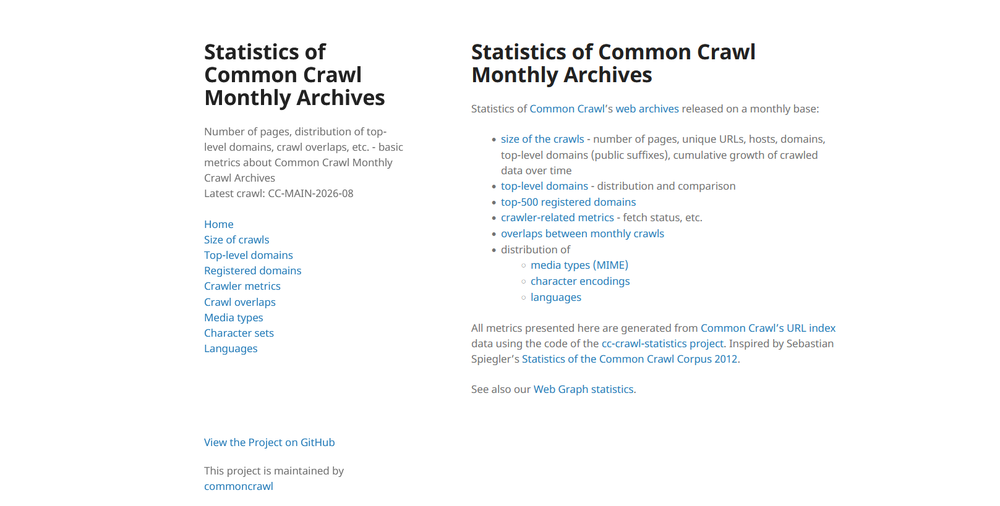 Statistics of
Common Crawl
Monthly Archives
Number of pages, distribution of top-
level domains, crawl overlaps, etc. - basic
metrics about Common Crawl Monthly
Crawl Archives
Latest crawl: CC-MAIN-2026-08
Home
Size of crawls
Top-level domains
Registered domains
Crawler metrics
Crawl overlaps
Media types
Character sets
Languages
View the Project on GitHub
This project is maintained by
commoncrawl
Statistics of Common Crawl
Monthly Archives
Statistics of Common Crawl’s web archives released on a monthly base:
• size of the crawls - number of pages, unique URLs, hosts, domains,
top-level domains (public suffixes), cumulative growth of crawled
data over time
• top-level domains - distribution and comparison
• top-500 registered domains
• crawler-related metrics - fetch status, etc.
• overlaps between monthly crawls
• distribution of
○ media types (MIME)
○ character encodings
○ languages
All metrics presented here are generated from Common Crawl’s URL index
data using the code of the cc-crawl-statistics project. Inspired by Sebastian
Spiegler’s Statistics of the Common Crawl Corpus 2012.
See also our Web Graph statistics.